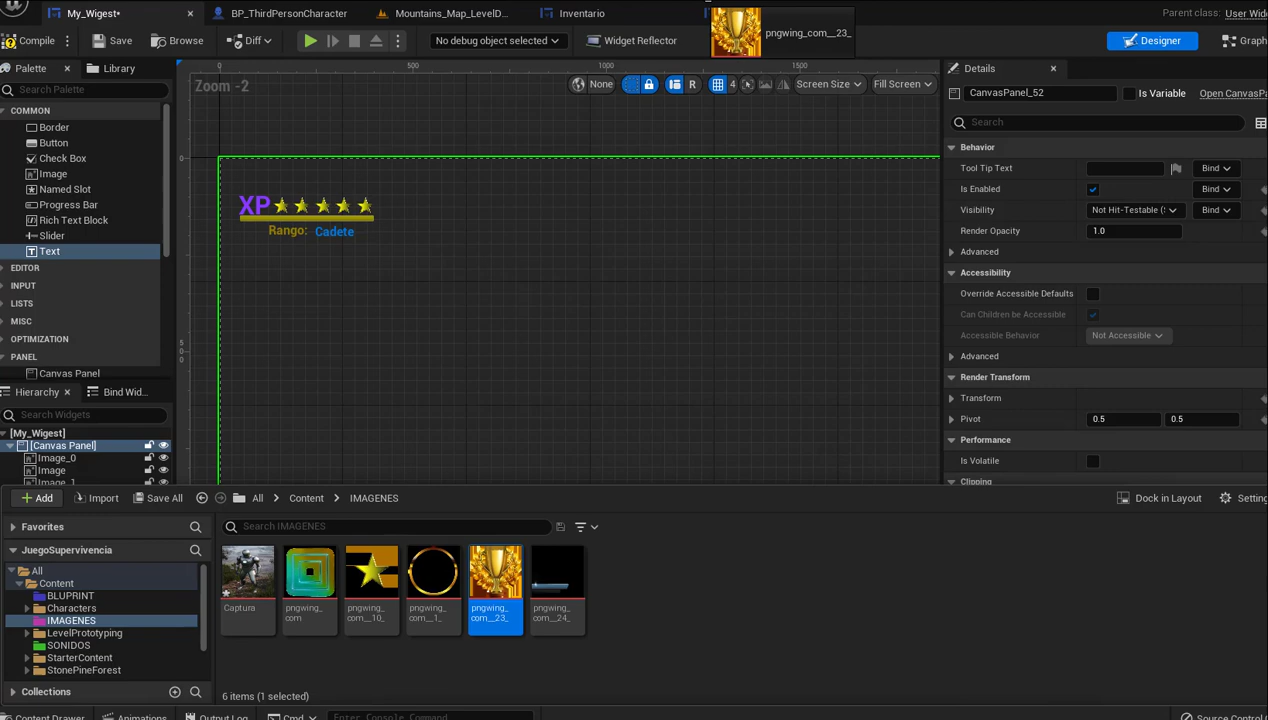 My_Wigest*
BP_ThirdPersonCharacter
Mountains_Map_LevelD...
Inventario
pngwing_com__23_
Parent class: User Wid
Compile
Save
Browse
Diff
No debug object selected
Widget Reflector
Designer
Graph
Palette
Library
Search Palette
COMMON
Border
Button
Check Box
Image
Named Slot
Progress Bar
Rich Text Block
Slider
Text
EDITOR
INPUT
LISTS
MISC
OPTIMIZATION
PANEL
Canvas Panel
Hierarchy
Bind Wid...
Search Widgets
[My_Wigest]
[Canvas Panel]
Image_0
Image
Image_1
0
500
1000
1500
Zoom -2
None
R
4
Screen Size
Fill Screen
0
5
0
0
XP
Rango: Cadete
Details
CanvasPanel_52
Is Variable
Open CanvasPa
Search
Behavior
Tool Tip Text
Bind
Is Enabled
Bind
Visibility
Not Hit-Testable (
Bind
Render Opacity
1.0
Advanced
Accessibility
Override Accessible Defaults
Can Children be Accessible
Accessible Behavior
Not Accessible
Advanced
Render Transform
Transform
Pivot
0.5
0.5
Performance
Is Volatile
Clipping
Add
Import
Save All
All
Content
IMAGENES
Dock in Layout
Setting
Favorites
JuegoSupervivencia
All
Content
BLUPRINT
Characters
IMAGENES
LevelPrototyping
SONIDOS
StarterContent
StonePineForest
Collections
Search IMAGENES
Captura
pngwing_
com
pngwing_
com__10_
pngwing_
com__1_
pngwing_
com__23_
pngwing_
com__24_
6 items (1 selected)
Content Drawer
Animations
Output Log
Cmd
Enter Console Command
Source Control